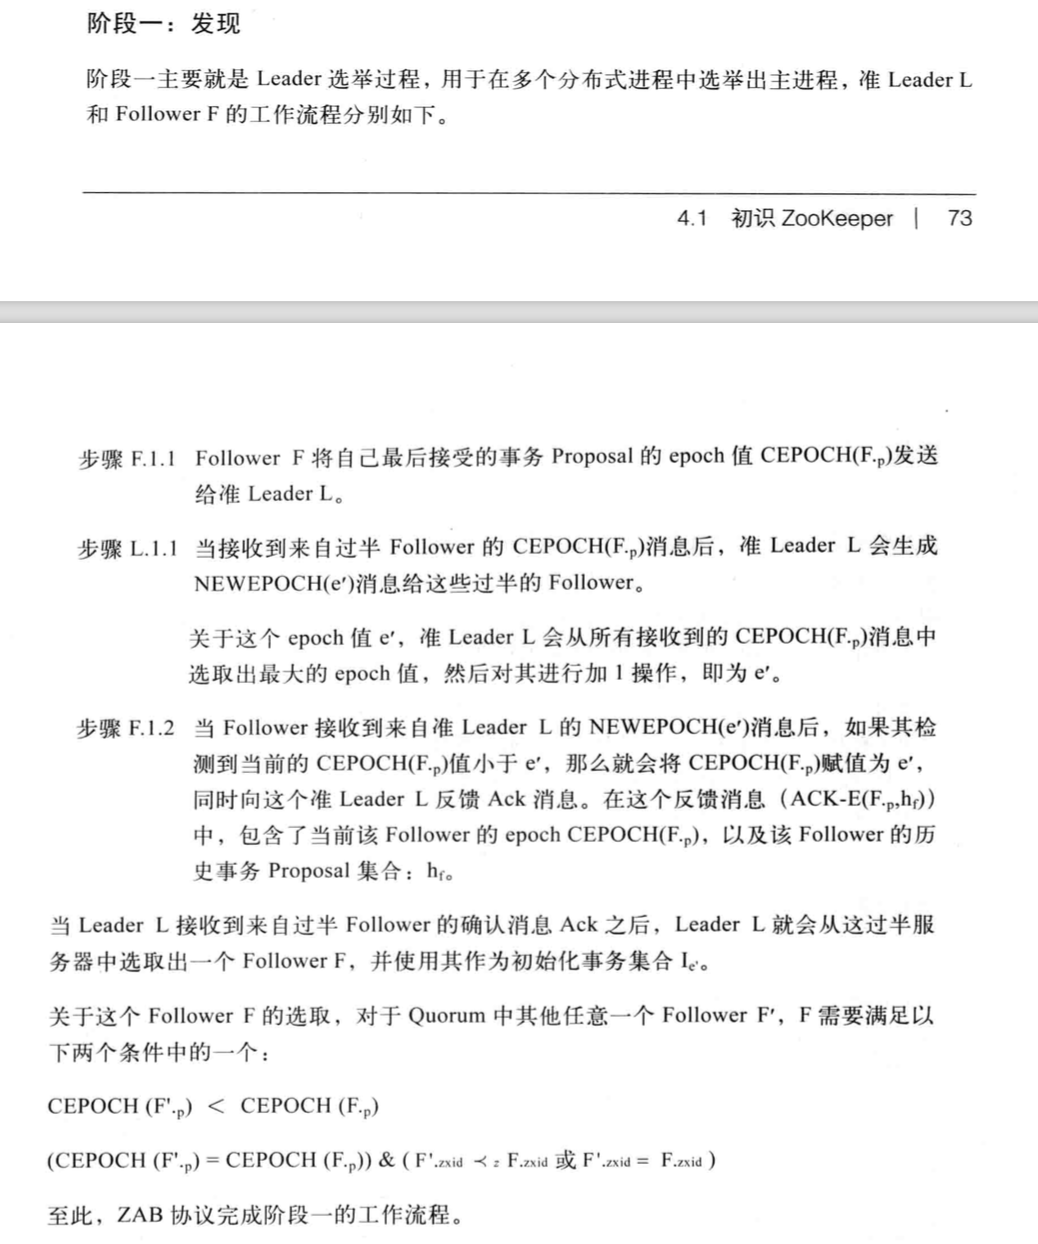 阶段一：发现
阶段一主要就是 Leader 选举过程，用于在多个分布式进程中选举出主进程，准 Leader L
和 Follower F 的工作流程分别如下。
4.1 初识 ZooKeeper | 73
步骤 F.1.1 Follower F 将自己最后接受的事务 Proposal 的 epoch 值 CEPOCH(F.p)发送
给准 Leader L。
步骤 L.1.1 当接收到来自过半 Follower 的 CEPOCH(F.p)消息后，准 Leader L 会生成
NEWEPOCH(e′)消息给这些过半的 Follower。
关于这个 epoch 值 e′，准 Leader L 会从所有接收到的 CEPOCH(F.p)消息中
选取出最大的 epoch 值，然后对其进行加 1 操作，即为 e′。
步骤 F.1.2 当 Follower 接收到来自准 Leader L 的 NEWEPOCH(e′)消息后，如果其检
测到当前的 CEPOCH(F.p)值小于 e′，那么就会将 CEPOCH(F.p)赋值为 e′，
同时向这个准 Leader L 反馈 Ack 消息。在这个反馈消息（ACK-E(F.p,hf)）
中，包含了当前该 Follower 的 epoch CEPOCH(F.p)，以及该 Follower 的历
史事务 Proposal 集合：hf。
当 Leader L 接收到来自过半 Follower 的确认消息 Ack 之后，Leader L 就会从这过半服
务器中选取出一个 Follower F，并使用其作为初始化事务集合 Ie′。
关于这个 Follower F 的选取，对于 Quorum 中其他任意一个 Follower F′，F 需要满足以
下两个条件中的一个：
CEPOCH (F'.p) < CEPOCH (F.p)
(CEPOCH (F'.p) = CEPOCH (F.p)) & ( F'.zxid ≺z F.zxid 或 F'.zxid = F.zxid )
至此，ZAB 协议完成阶段一的工作流程。